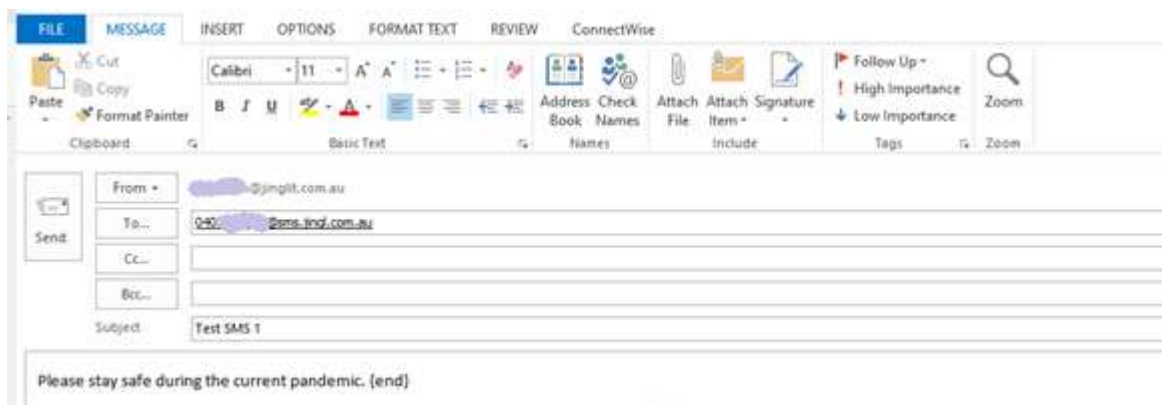 FILE MESSAGE INSERT OPTIONS FORMAT TEXT REVIEW ConnectWise
Paste
Cut
Copy
Format Painter
Clipboard
Calibri 11
B I U
Basic Text
Address Book
Check Names
Names
Attach File
Attach Item
Signature
Include
Follow Up
High Importance
Low Importance
Tags
Zoom
Zoom
Send
From @jinglit.com.au
To... 040 @sms.jingl.com.au
Cc...
Bcc...
Subject Test SMS 1
Please stay safe during the current pandemic. {end}